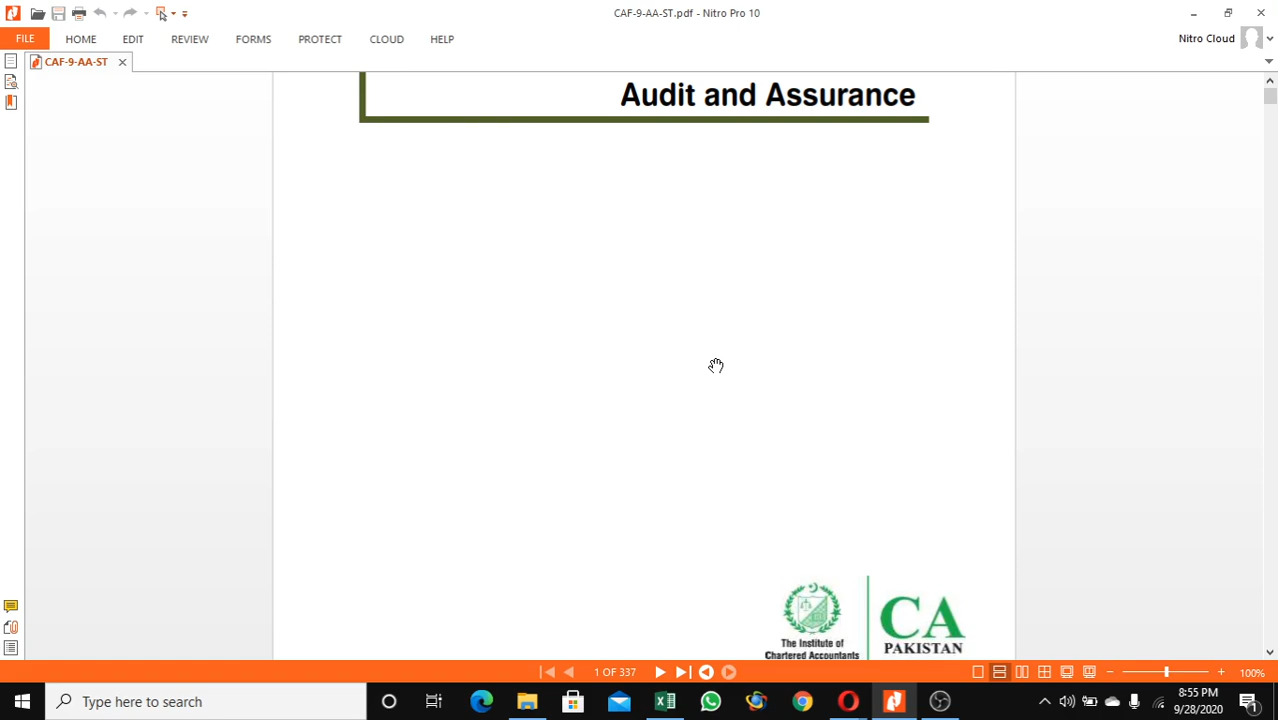 CAF-9-AA-ST.pdf - Nitro Pro 10
FILE HOME EDIT REVIEW FORMS PROTECT CLOUD HELP Nitro Cloud
CAF-9-AA-ST
Audit and Assurance
CA
PAKISTAN
The Institute of
Chartered Accountants
1 OF 337
100%
Type here to search
8:55 PM
9/28/2020
1